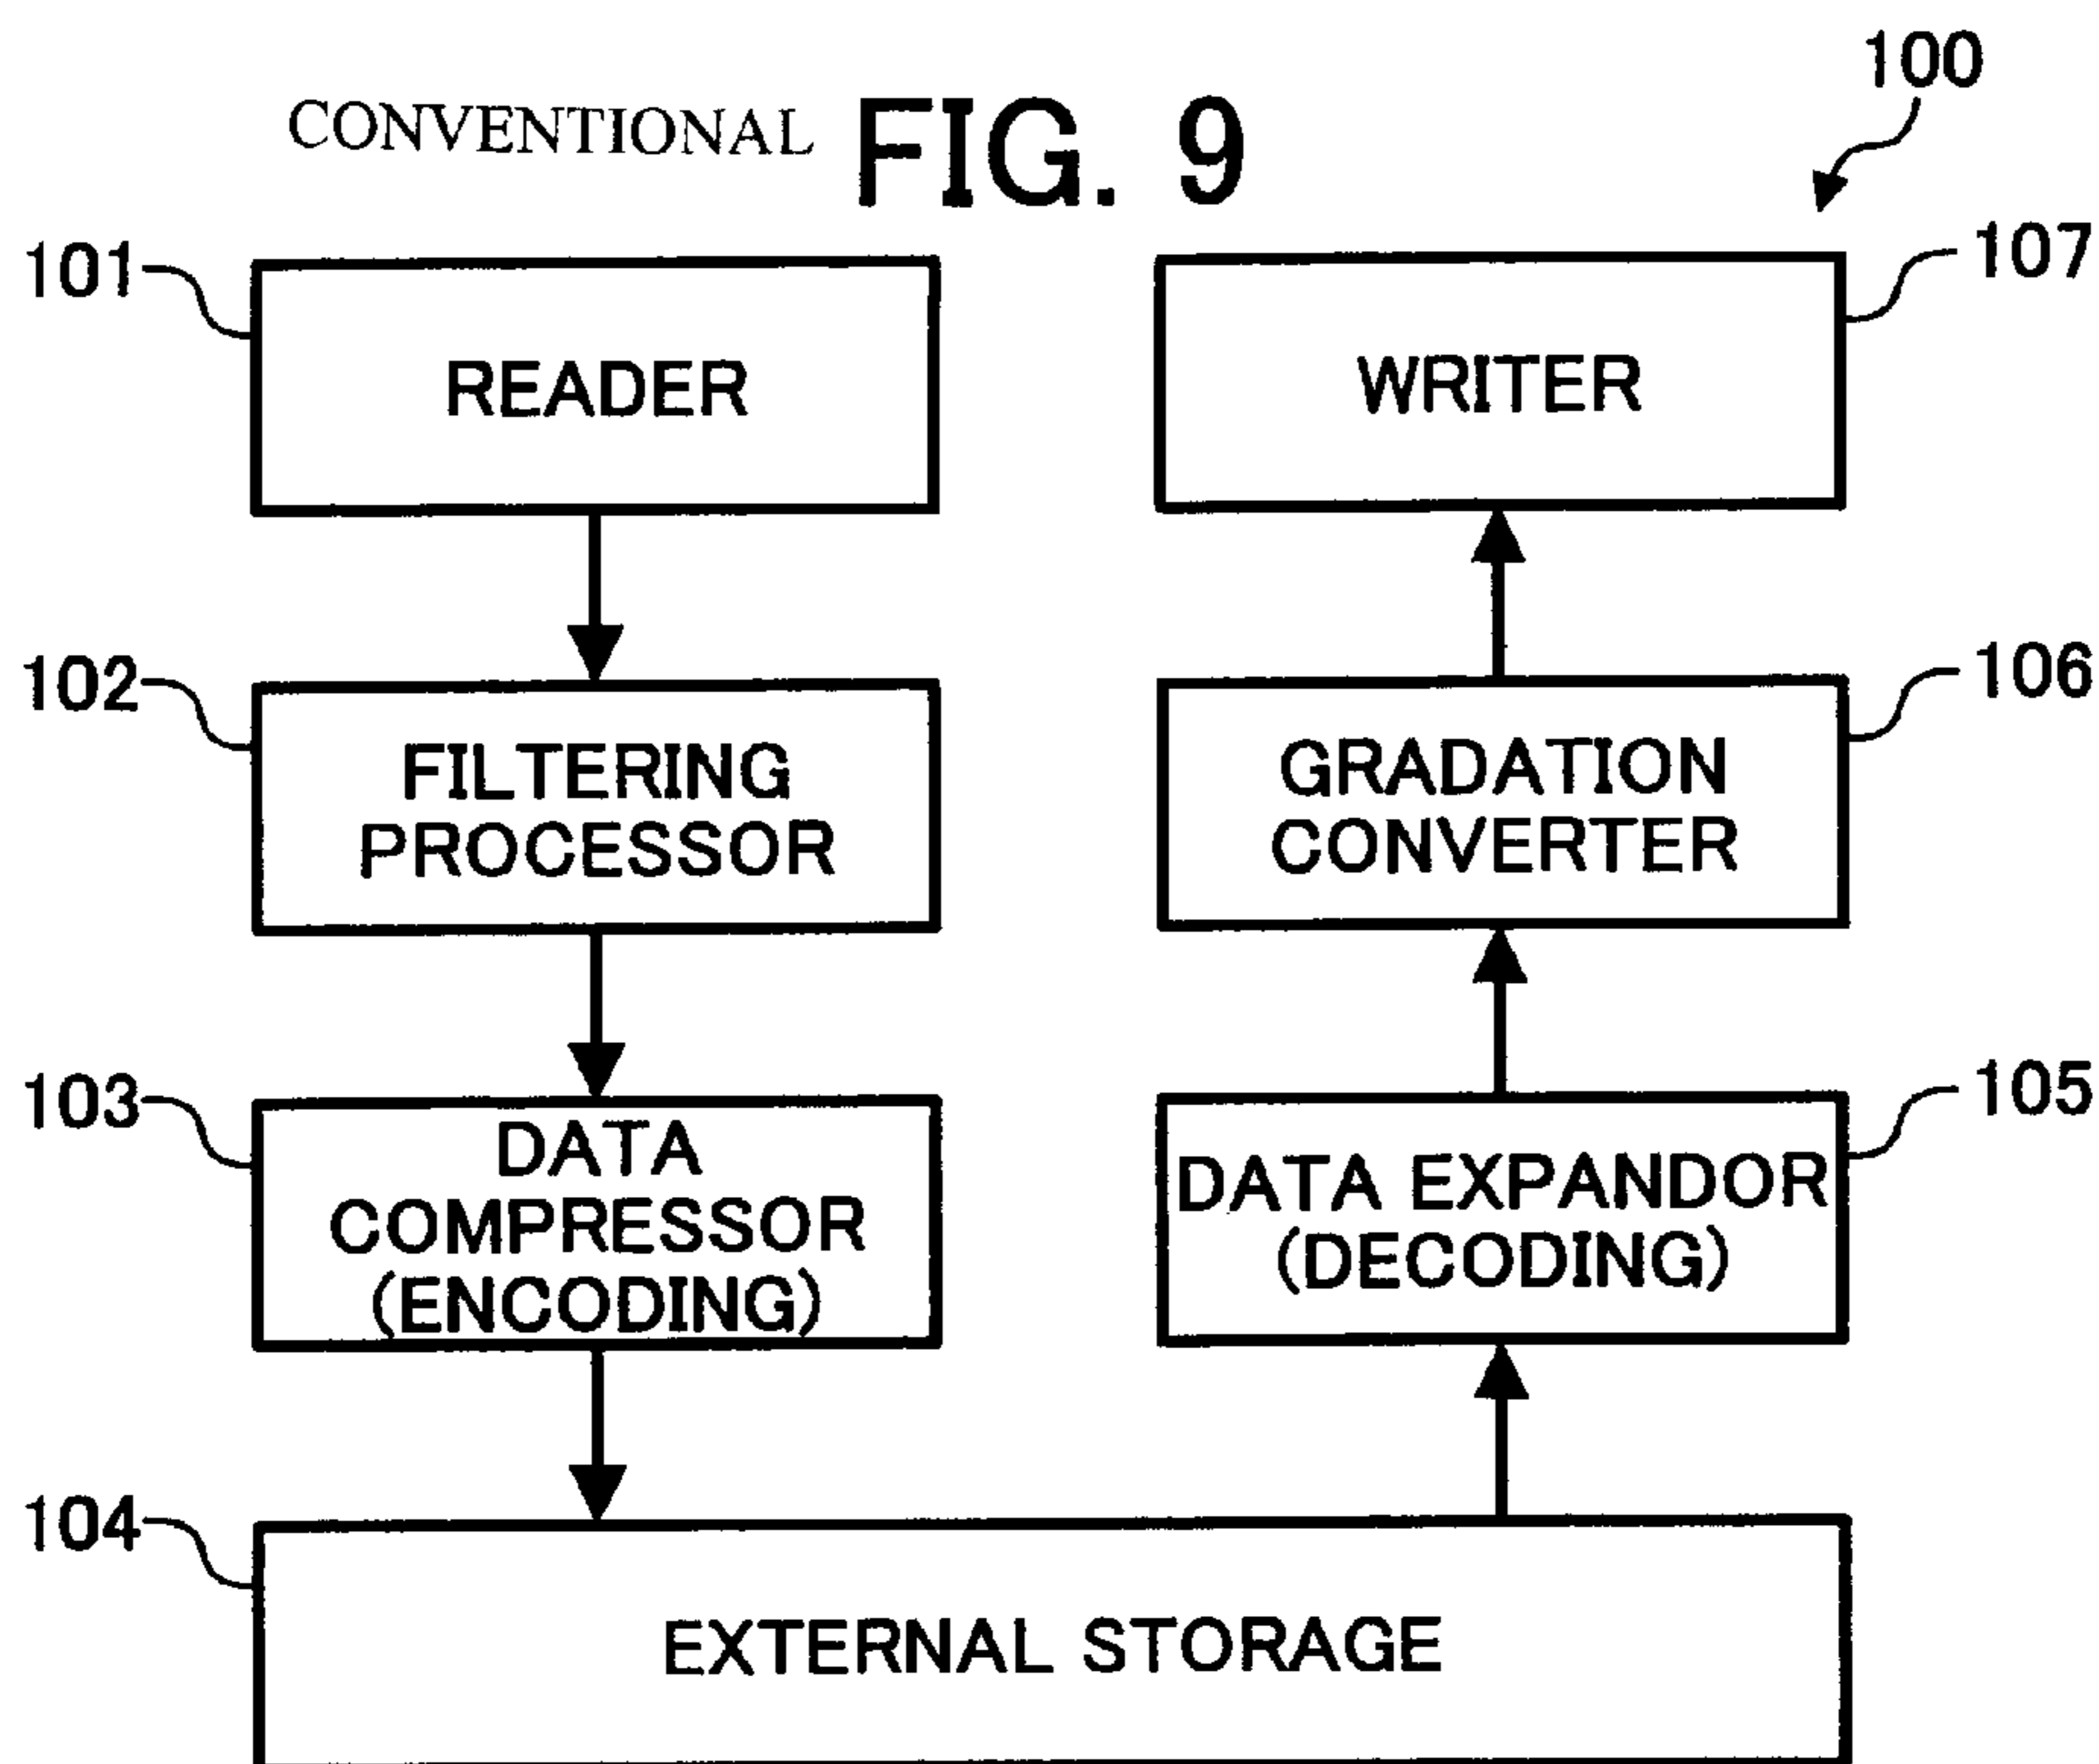 100
CONVENTIONAL FIG. 9
101
READER
107
WRITER
102
FILTERING
PROCESSOR
106
GRADATION
CONVERTER
103
DATA
COMPRESSOR
(ENCODING)
105
DATA EXPANDOR
(DECODING)
104
EXTERNAL STORAGE